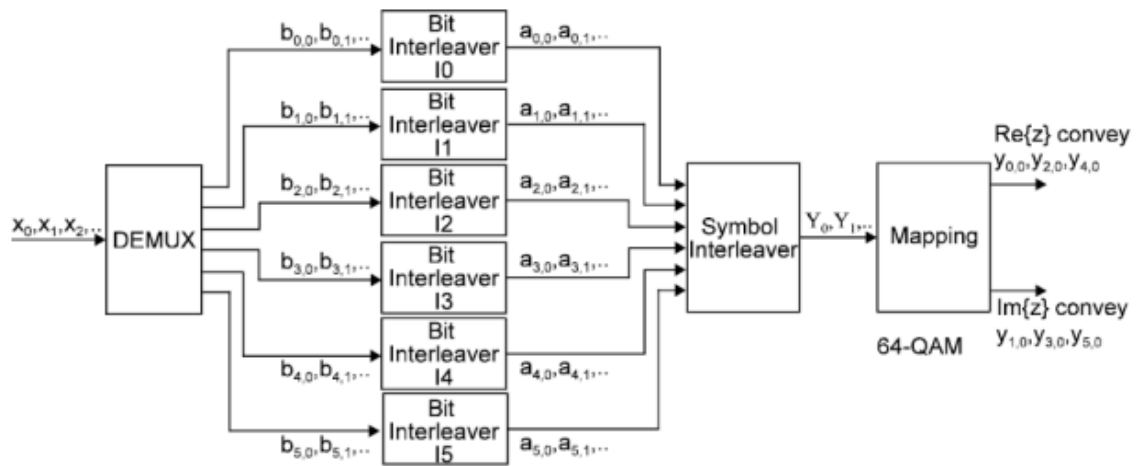 b0,0,b0,1,..
Bit
Interleaver
I0
a0,0,a0,1,..
b1,0,b1,1,..
Bit
Interleaver
I1
a1,0,a1,1,..
b2,0,b2,1,..
Bit
Interleaver
I2
a2,0,a2,1,..
b3,0,b3,1,..
Bit
Interleaver
I3
a3,0,a3,1,..
b4,0,b4,1,..
Bit
Interleaver
I4
a4,0,a4,1,..
b5,0,b5,1,..
Bit
Interleaver
I5
a5,0,a5,1,..
x0,x1,x2,..
DEMUX
Symbol
Interleaver
Y0,Y1,..
Mapping
64-QAM
Re{z} convey
y0,0,y2,0,y4,0
Im{z} convey
y1,0,y3,0,y5,0